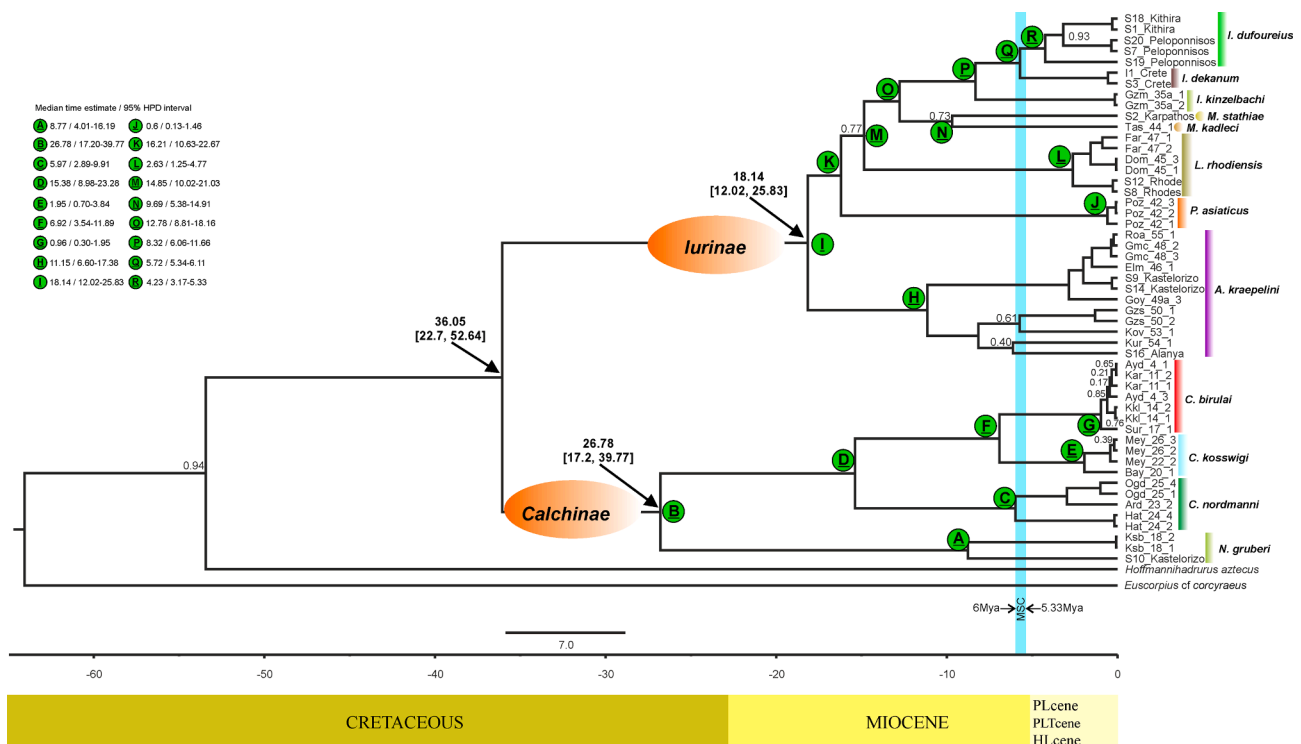 Median time estimate / 95% HPD interval
A 8.77 / 4.01-16.19
B 26.78 / 17.20-39.77
C 5.97 / 2.89-9.91
D 15.38 / 8.98-23.28
E 1.95 / 0.70-3.84
F 6.92 / 3.54-11.89
G 0.96 / 0.30-1.95
H 11.15 / 6.60-17.38
I 18.14 / 12.02-25.83
J 0.6 / 0.13-1.46
K 16.21 / 10.63-22.67
L 2.63 / 1.25-4.77
M 14.85 / 10.02-21.03
N 9.69 / 5.38-14.91
O 12.78 / 8.81-18.16
P 8.32 / 6.06-11.66
Q 5.72 / 5.34-6.11
R 4.23 / 3.17-5.33
S18_Kithira
S1_Kithira
S20_Peloponnisos
S7_Peloponnisos
S19_Peloponnisos
I. dufoureius
I1_Crete
S3_Crete
I. dekanum
Gzm_35a_1
Gzm_35a_2
I. kinzelbachi
S2_Karpathos
M. stathiae
Tas_44_1
M. kadleci
Far_47_1
Far_47_2
Dom_45_3
Dom_45_1
S12_Rhode
S8_Rhodes
L. rhodiensis
Poz_42_3
Poz_42_2
Poz_42_1
P. asiaticus
Roa_55_1
Gmc_48_2
Gmc_48_3
Elm_46_1
S9_Kastelorizo
S14_Kastelorizo
Goy_49a_3
Gzs_50_1
Gzs_50_2
Kov_53_1
Kur_54_1
S16_Alanya
A. kraepelini
Ayd_4_1
Kar_11_2
Kar_11_1
Ayd_4_3
Kkl_14_2
Kkl_14_1
Sur_17_1
C. birulai
Mey_26_3
Mey_26_2
Mey_22_2
Bay_20_1
C. kosswigi
Ogd_25_4
Ogd_25_1
Ard_23_2
Hat_24_4
Hat_24_2
C. nordmanni
Ksb_18_2
Ksb_18_1
S10_Kastelorizo
N. gruberi
Hoffmannihadrurus aztecus
Euscorpius cf corcyraeus
R
0.93
Q
P
O
0.73
N
0.77
M
L
K
J
18.14
[12.02, 25.83]
Iurinae
I
H
0.61
0.40
36.05
[22.7, 52.64]
0.65
0.21
0.17
0.85
0.76
G
F
0.39
E
26.78
[17.2, 39.77]
D
C
Calchinae
B
A
0.94
6Mya
MSC
5.33Mya
7.0
-60
-50
-40
-30
-20
-10
0
CRETACEOUS
MIOCENE
PLcene
PLTcene
HLcene